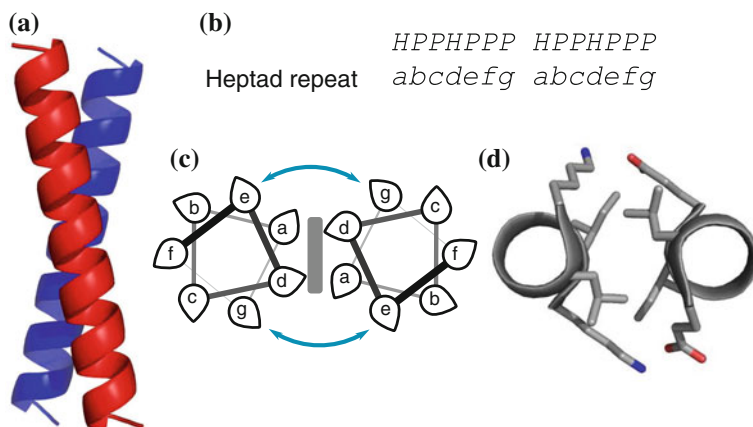 (a)
(b)
HPPHPPP HPPHPPP
Heptad repeat abcdefg abcdefg
(c)
(d)
e g
b a d c
f f
c d a b
g e